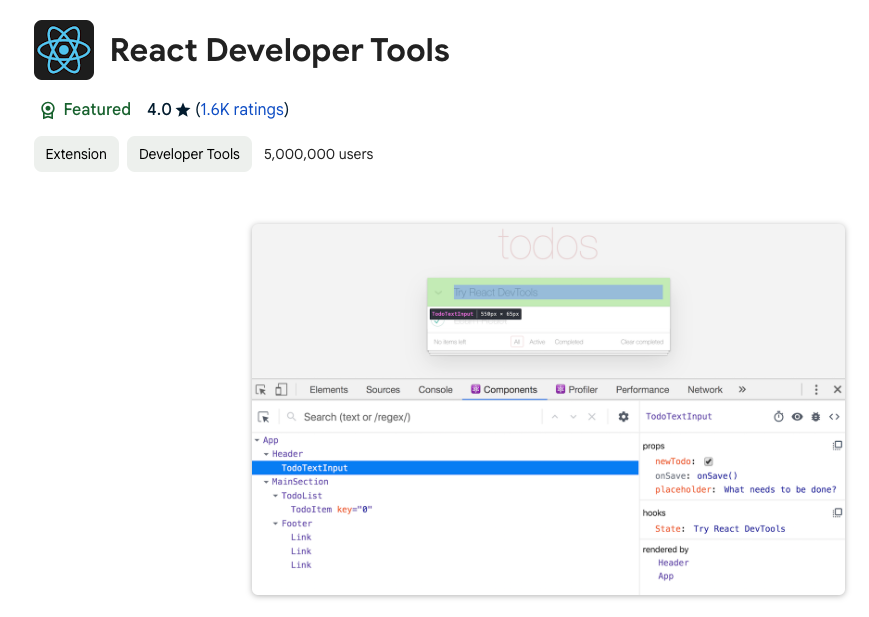 React Developer Tools
Featured 4.0 ★ (1.6K ratings)
Extension Developer Tools 5,000,000 users
todos
Try React DevTools
TodoTextInput | 550px × 65px
No items left All Active Completed Clear completed
Elements Sources Console Components Profiler Performance Network »
Search (text or /regex/) TodoTextInput
App
Header
TodoTextInput
MainSection
TodoList
TodoItem key="0"
Footer
Link
Link
Link
props
newTodo:
onSave: onSave()
placeholder: What needs to be done?
hooks
State: Try React DevTools
rendered by
Header
App